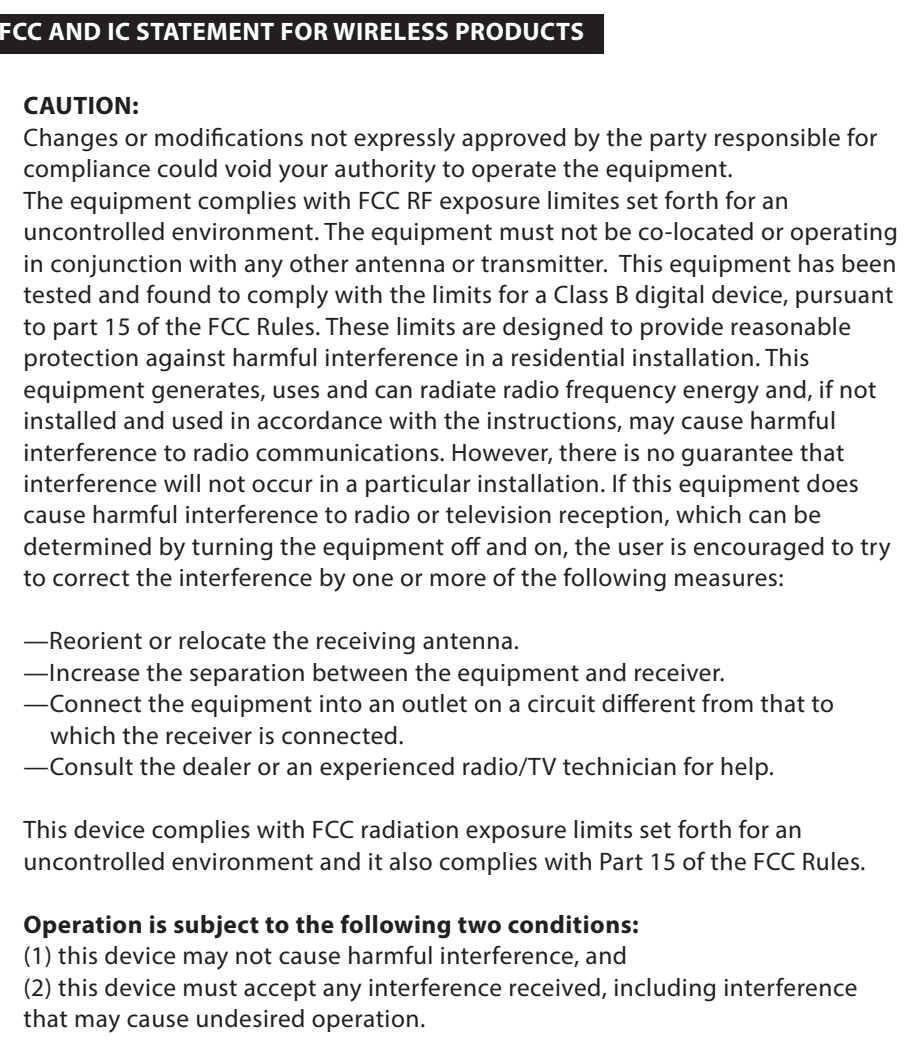 FCC AND IC STATEMENT FOR WIRELESS PRODUCTS
CAUTION:
Changes or modifications not expressly approved by the party responsible for
compliance could void your authority to operate the equipment.
The equipment complies with FCC RF exposure limites set forth for an
uncontrolled environment. The equipment must not be co-located or operating
in conjunction with any other antenna or transmitter.  This equipment has been
tested and found to comply with the limits for a Class B digital device, pursuant
to part 15 of the FCC Rules. These limits are designed to provide reasonable
protection against harmful interference in a residential installation. This
equipment generates, uses and can radiate radio frequency energy and, if not
installed and used in accordance with the instructions, may cause harmful
interference to radio communications. However, there is no guarantee that
interference will not occur in a particular installation. If this equipment does
cause harmful interference to radio or television reception, which can be
determined by turning the equipment off and on, the user is encouraged to try
to correct the interference by one or more of the following measures:
—Reorient or relocate the receiving antenna.
—Increase the separation between the equipment and receiver.
—Connect the equipment into an outlet on a circuit different from that to
which the receiver is connected.
—Consult the dealer or an experienced radio/TV technician for help.
This device complies with FCC radiation exposure limits set forth for an
uncontrolled environment and it also complies with Part 15 of the FCC Rules.
Operation is subject to the following two conditions:
(1) this device may not cause harmful interference, and
(2) this device must accept any interference received, including interference
that may cause undesired operation.